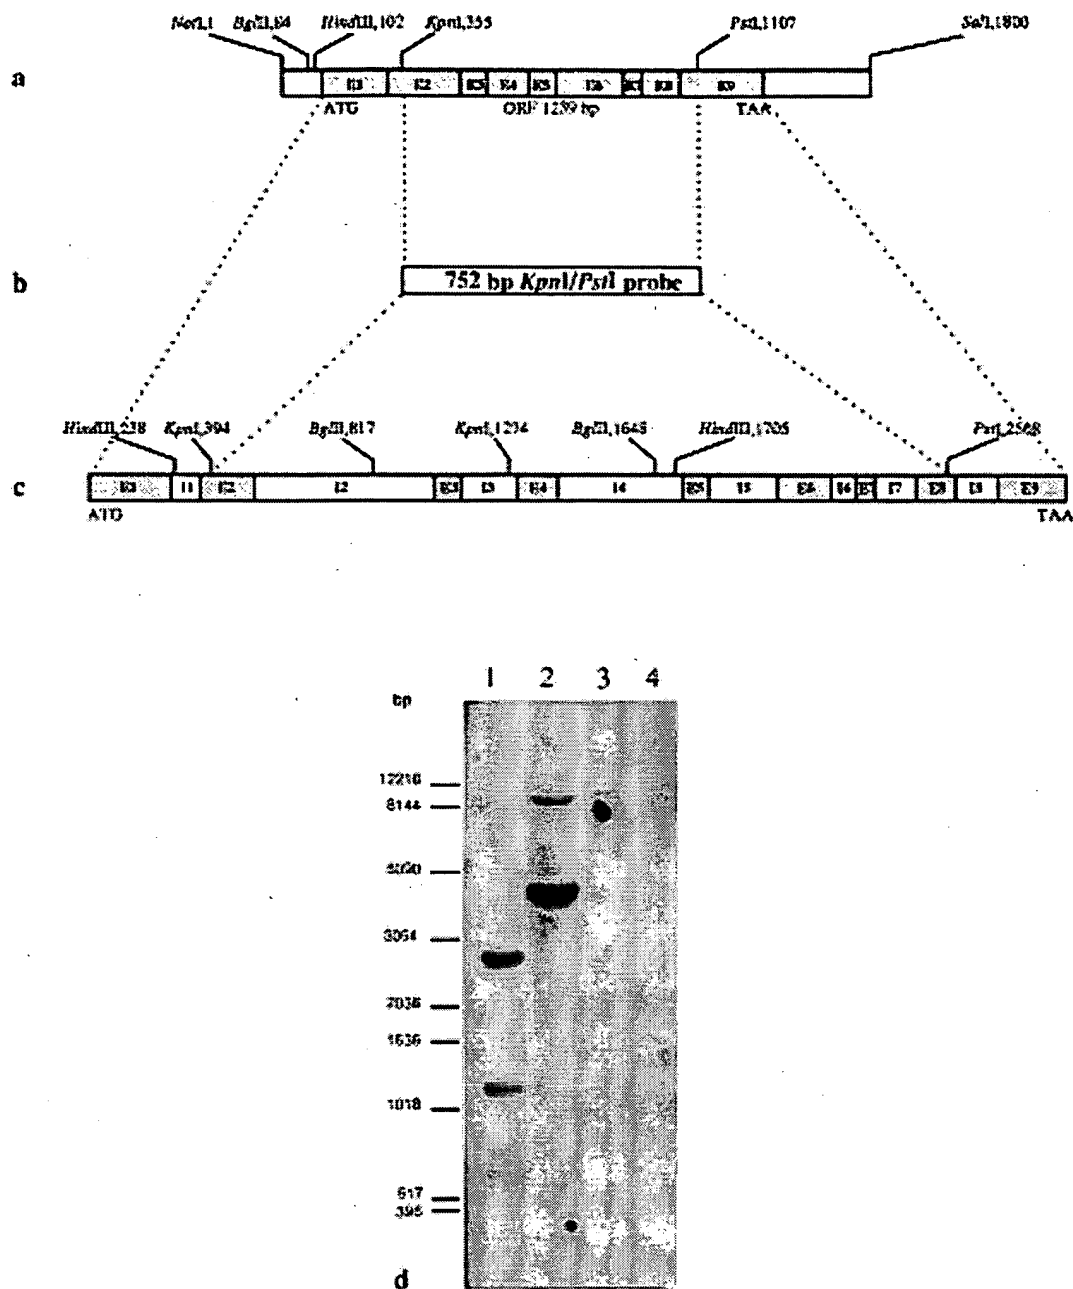 NotI,1 BglII,84 HindIII,102 KpnI,355 PstI,1107 SalI,1800
a
E1 E2 E3 E4 E5 E6 E7 E8 E9
ATG ORF 1239 bp TAA
b
752 bp KpnI/PstI probe
HindIII,238 KpnI,394 BglII,817 KpnI,1234 BglII,1645 HindIII,1705 PstI,2568
c
E1 I1 E2 I2 E3 I3 E4 I4 E5 I5 E6 I6 E7 I7 E8 I8 E9
ATG TAA
1 2 3 4
bp
12216
8144
3054
2036
1636
1018
517
396
d